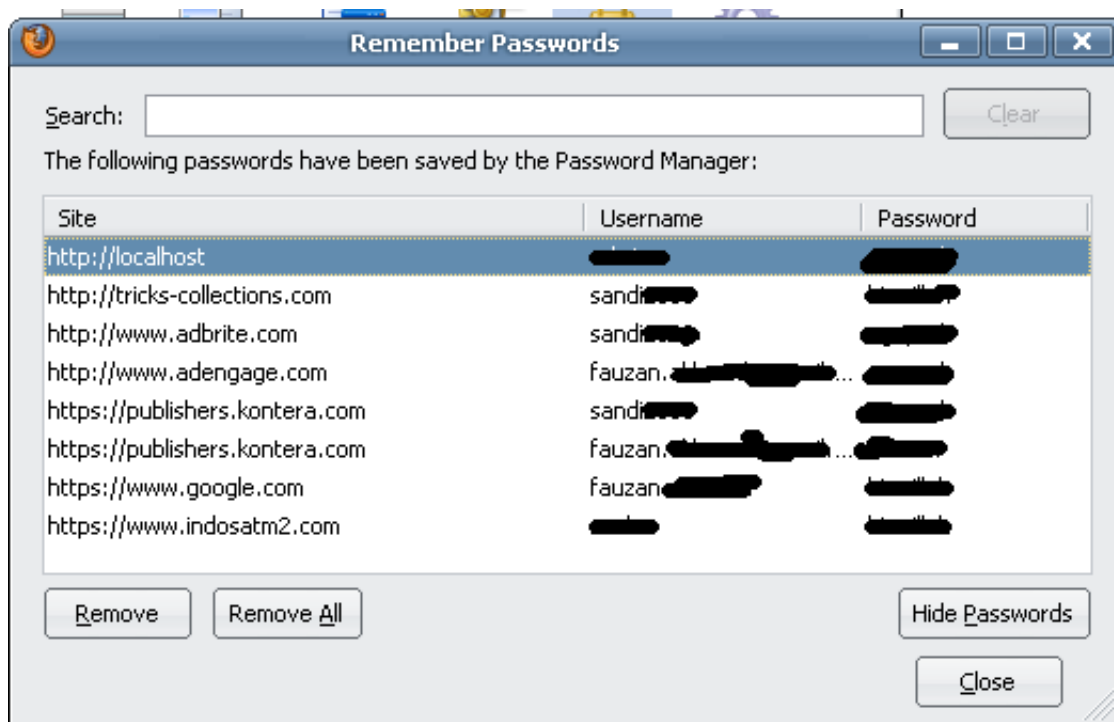 Remember Passwords
Search: Clear
The following passwords have been saved by the Password Manager:
Site Username Password
http://localhost
http://tricks-collections.com sandi
http://www.adbrite.com sandi
http://www.adengage.com fauzan. ...
https://publishers.kontera.com sandi
https://publishers.kontera.com fauzan. ...
https://www.google.com fauzan
https://www.indosatm2.com
Remove Remove All Hide Passwords
Close